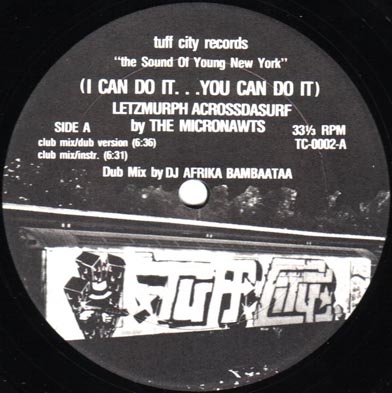 tuff city records
"the Sound Of Young New York"
(I CAN DO IT. . .YOU CAN DO IT)
LETZMURPH ACROSSDASURF
by THE MICRONAWTS
SIDE A
33⅓ RPM
club mix/dub version (6:36)
TC-0002-A
club mix/instr. (6:31)
Dub Mix by DJ AFRIKA BAMBAATAA
Tuff City